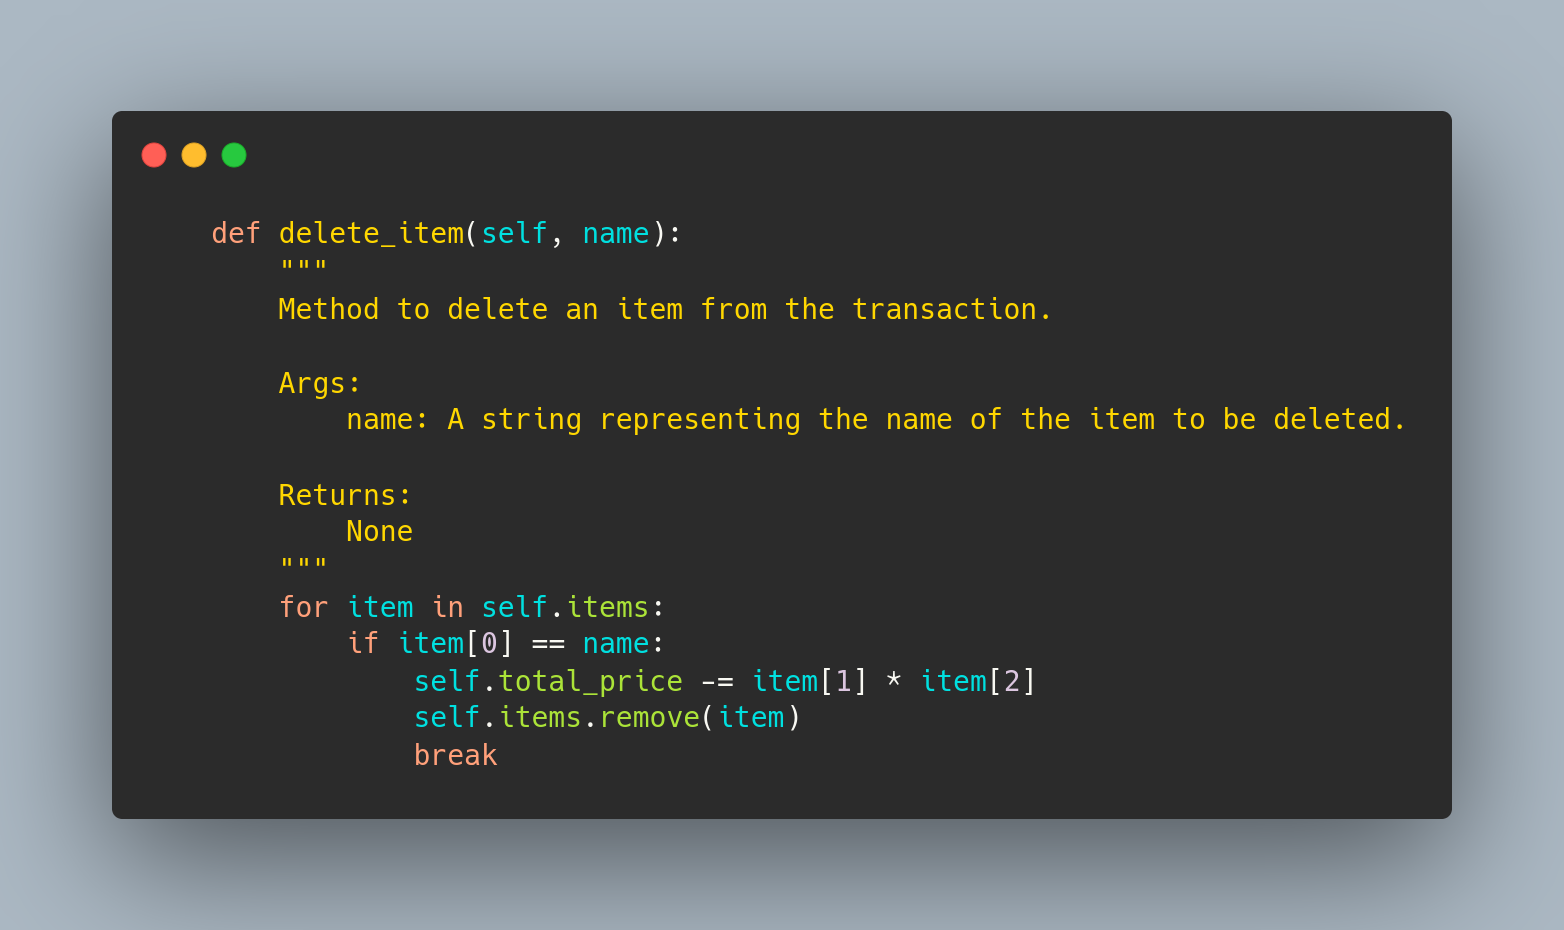 def delete_item(self, name):
    """
    Method to delete an item from the transaction.

    Args:
        name: A string representing the name of the item to be deleted.

    Returns:
        None
    """
    for item in self.items:
        if item[0] == name:
            self.total_price -= item[1] * item[2]
            self.items.remove(item)
            break